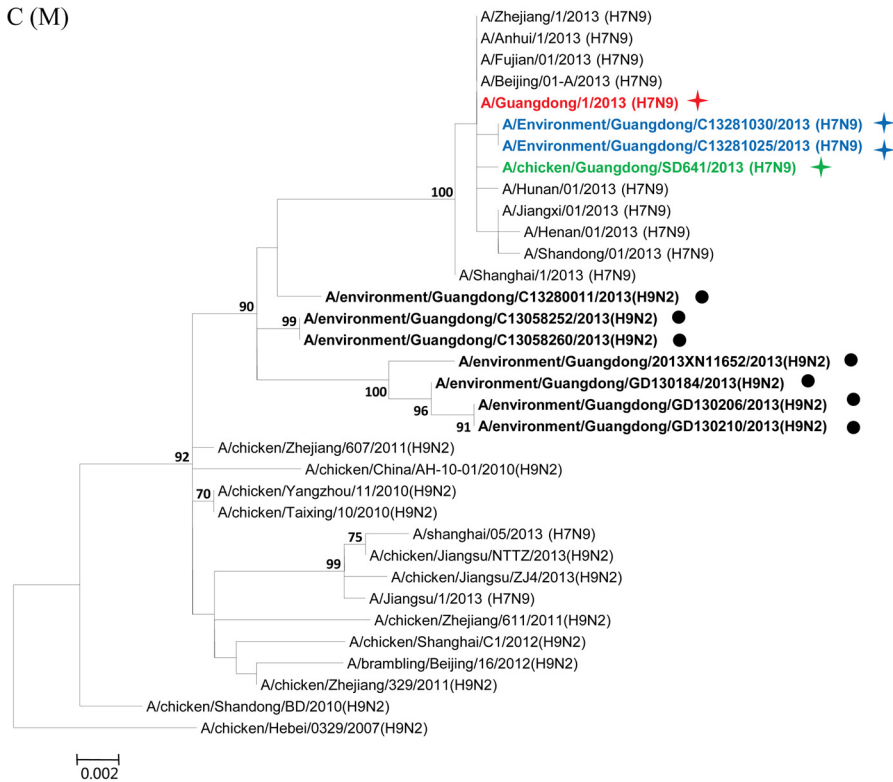 C (M)
A/Zhejiang/1/2013 (H7N9)
A/Anhui/1/2013 (H7N9)
A/Fujian/01/2013 (H7N9)
A/Beijing/01-A/2013 (H7N9)
A/Guangdong/1/2013 (H7N9)
A/Environment/Guangdong/C13281030/2013 (H7N9)
A/Environment/Guangdong/C13281025/2013 (H7N9)
A/chicken/Guangdong/SD641/2013 (H7N9)
100
A/Hunan/01/2013 (H7N9)
A/Jiangxi/01/2013 (H7N9)
A/Henan/01/2013 (H7N9)
A/Shandong/01/2013 (H7N9)
A/Shanghai/1/2013 (H7N9)
A/environment/Guangdong/C13280011/2013(H9N2)
90
99
A/environment/Guangdong/C13058252/2013(H9N2)
A/environment/Guangdong/C13058260/2013(H9N2)
A/environment/Guangdong/2013XN11652/2013(H9N2)
100
A/environment/Guangdong/GD130184/2013(H9N2)
96
A/environment/Guangdong/GD130206/2013(H9N2)
91
A/environment/Guangdong/GD130210/2013(H9N2)
A/chicken/Zhejiang/607/2011(H9N2)
92
A/chicken/China/AH-10-01/2010(H9N2)
70
A/chicken/Yangzhou/11/2010(H9N2)
A/chicken/Taixing/10/2010(H9N2)
A/shanghai/05/2013 (H7N9)
75
A/chicken/Jiangsu/NTTZ/2013(H9N2)
99
A/chicken/Jiangsu/ZJ4/2013(H9N2)
A/Jiangsu/1/2013 (H7N9)
A/chicken/Zhejiang/611/2011(H9N2)
A/chicken/Shanghai/C1/2012(H9N2)
A/brambling/Beijing/16/2012(H9N2)
A/chicken/Zhejiang/329/2011(H9N2)
A/chicken/Shandong/BD/2010(H9N2)
A/chicken/Hebei/0329/2007(H9N2)
0.002